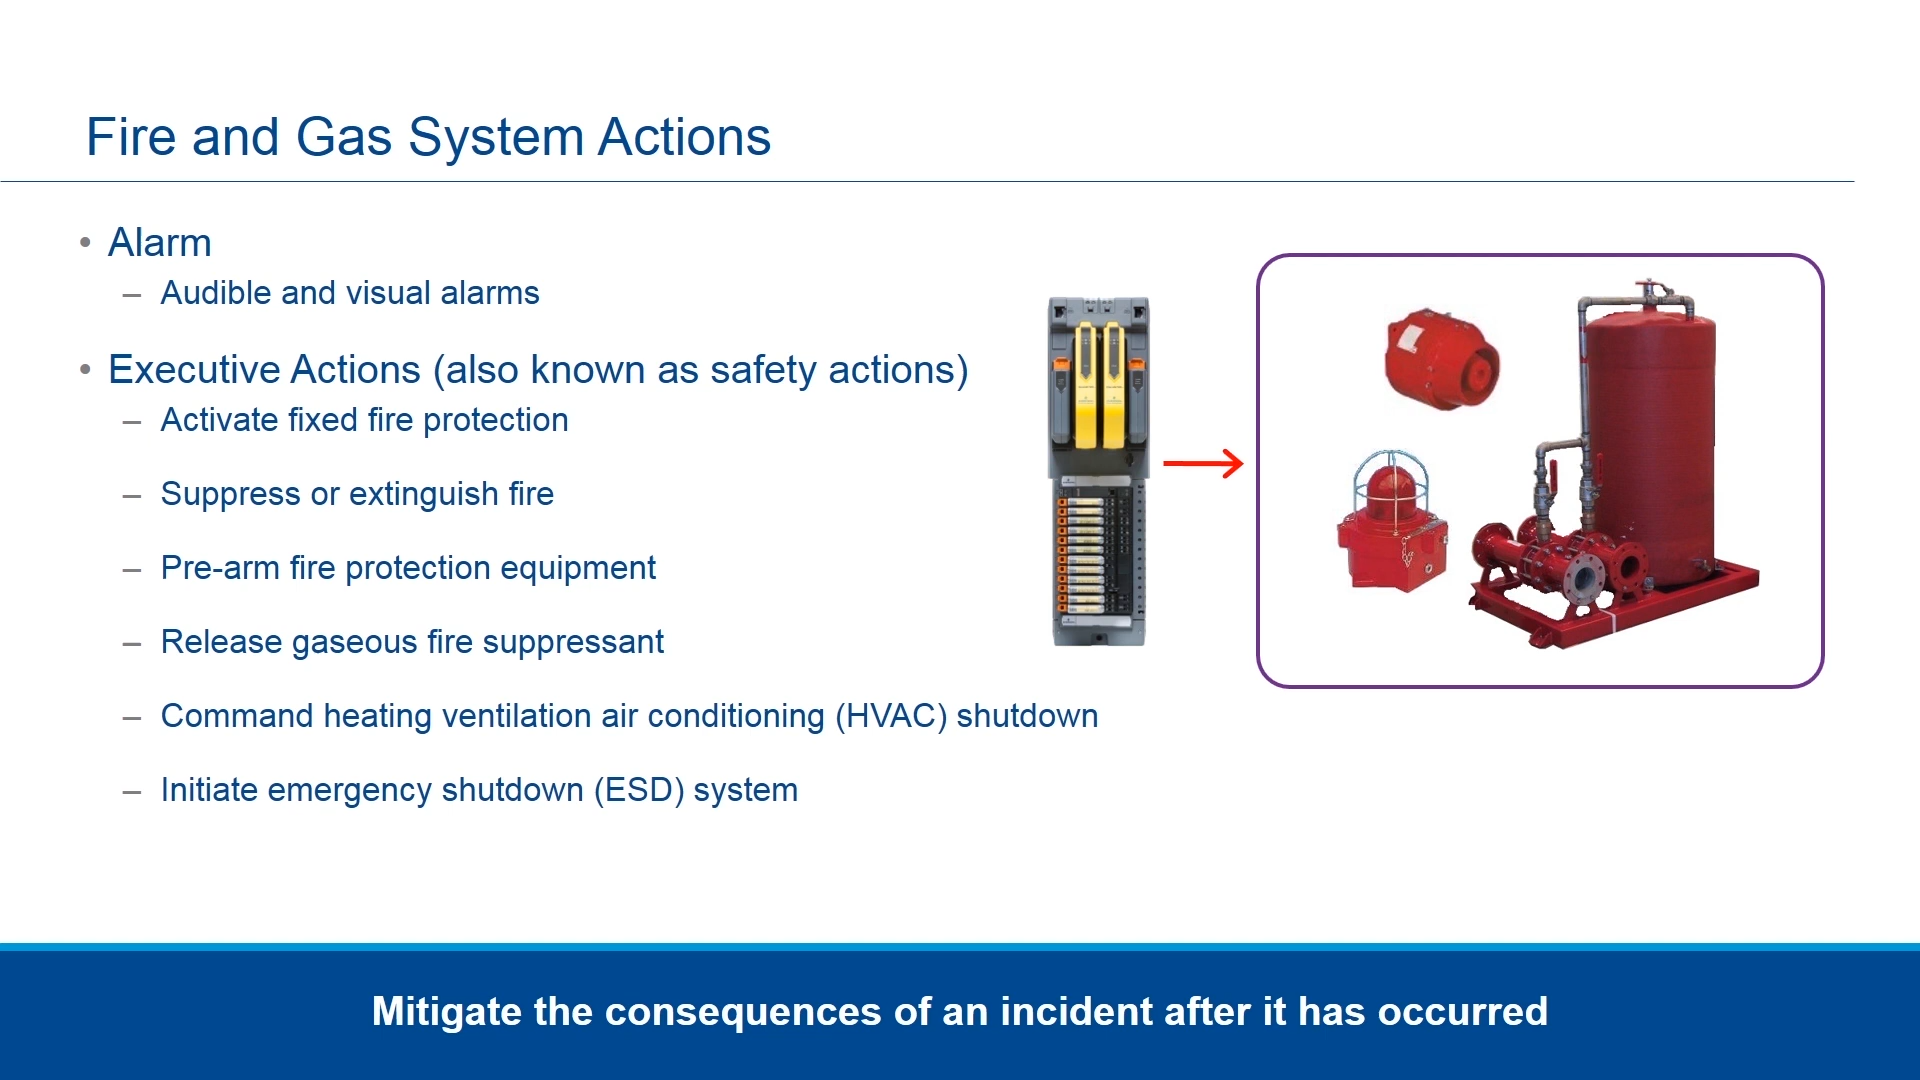 Fire and Gas System Actions
• Alarm
– Audible and visual alarms
• Executive Actions (also known as safety actions)
– Activate fixed fire protection
– Suppress or extinguish fire
– Pre-arm fire protection equipment
– Release gaseous fire suppressant
– Command heating ventilation air conditioning (HVAC) shutdown
– Initiate emergency shutdown (ESD) system
Mitigate the consequences of an incident after it has occurred